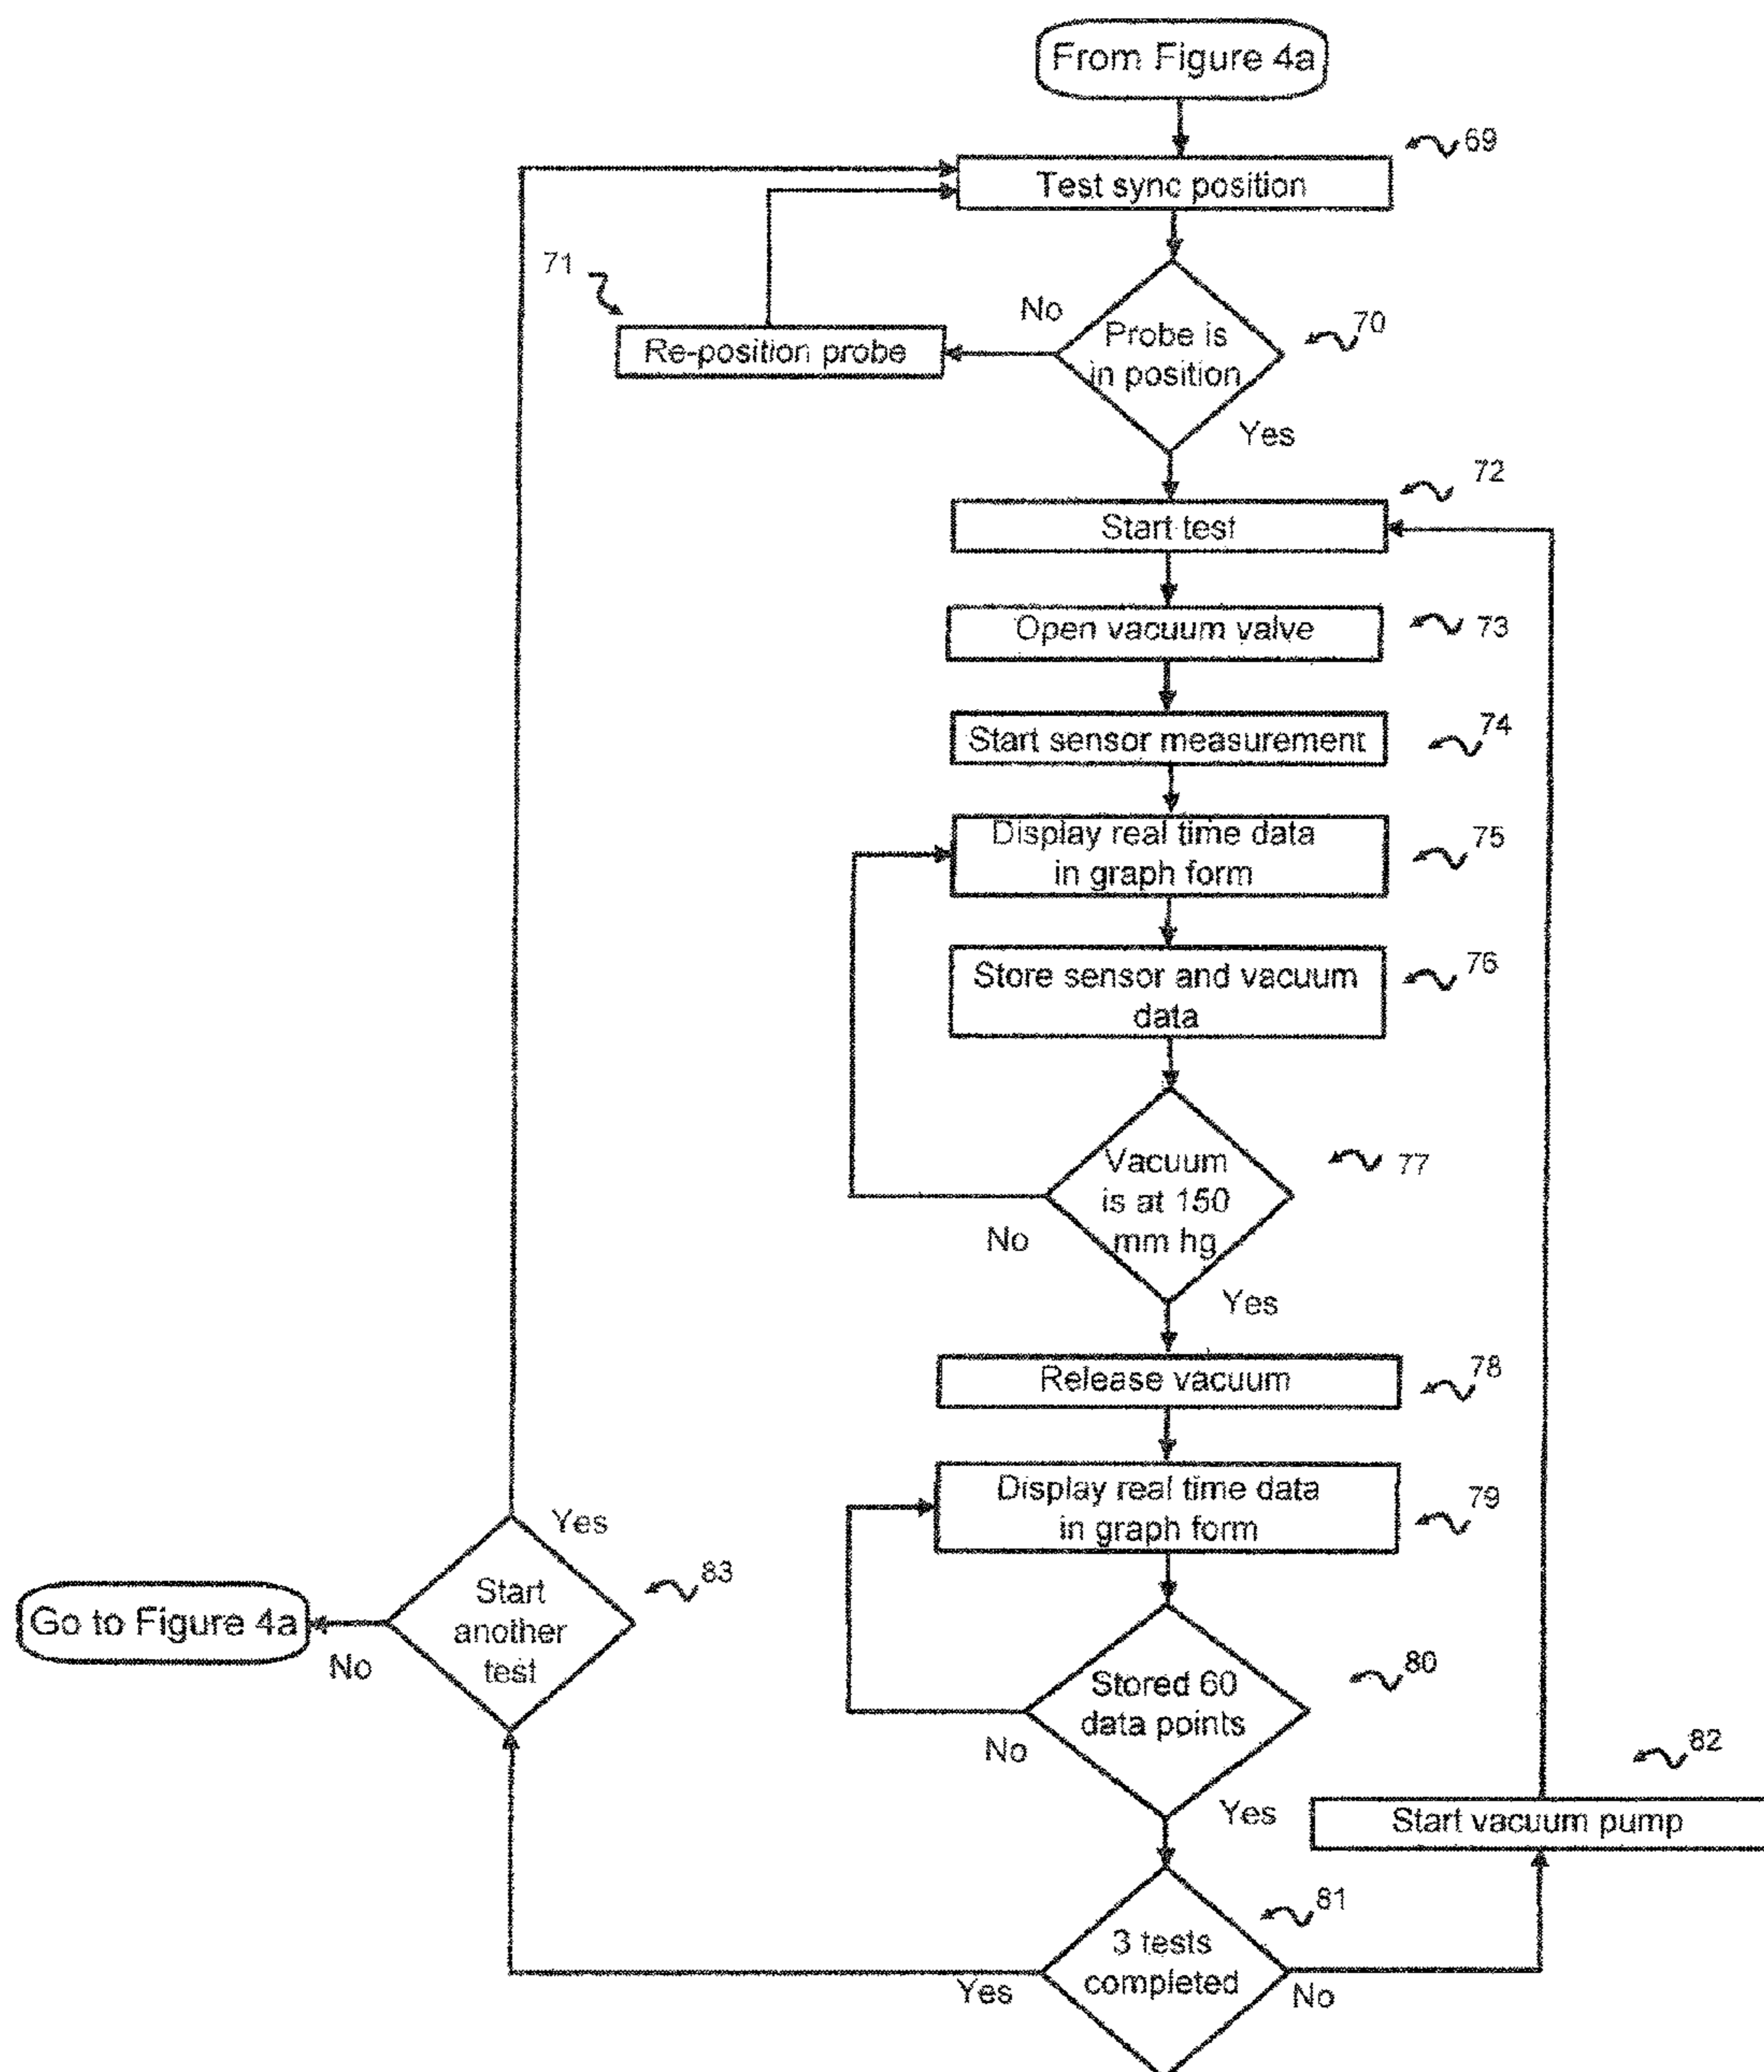 From Figure 4a
69
Test sync position
71
No
70
Probe is
in position
Re-position probe
Yes
72
Start test
73
Open vacuum valve
74
Start sensor measurement
75
Display real time data
in graph form
76
Store sensor and vacuum
data
77
Vacuum
is at 150
mm hg
No
Yes
78
Release vacuum
79
Display real time data
in graph form
Yes
83
Start
another
test
Go to Figure 4a
No
80
Stored 60
data points
No
Yes
82
Start vacuum pump
81
3 tests
completed
Yes
No